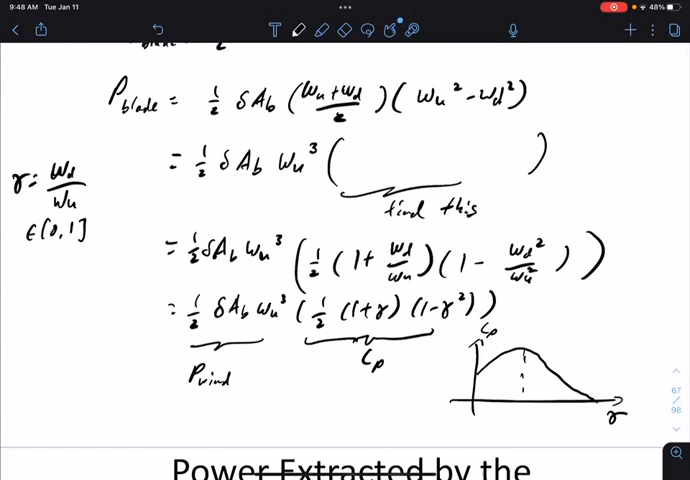 9:48 AM Tue Jan 11
48%
P_blade = 1/2 δA_b (W_u + W_d / 2)(W_u² − W_d²)
= 1/2 δ A_b W_u³ ( )
find this
γ = W_d / W_u
∈ [0, 1]
= 1/2 δA_b W_u³ (1/2 (1 + W_d/W_u)(1 − W_d²/W_u²))
= 1/2 δ A_b W_u³ (1/2 (1+γ)(1−γ²))
P_wind
C_p
C_p
γ
67
/
98
Power Extracted by the